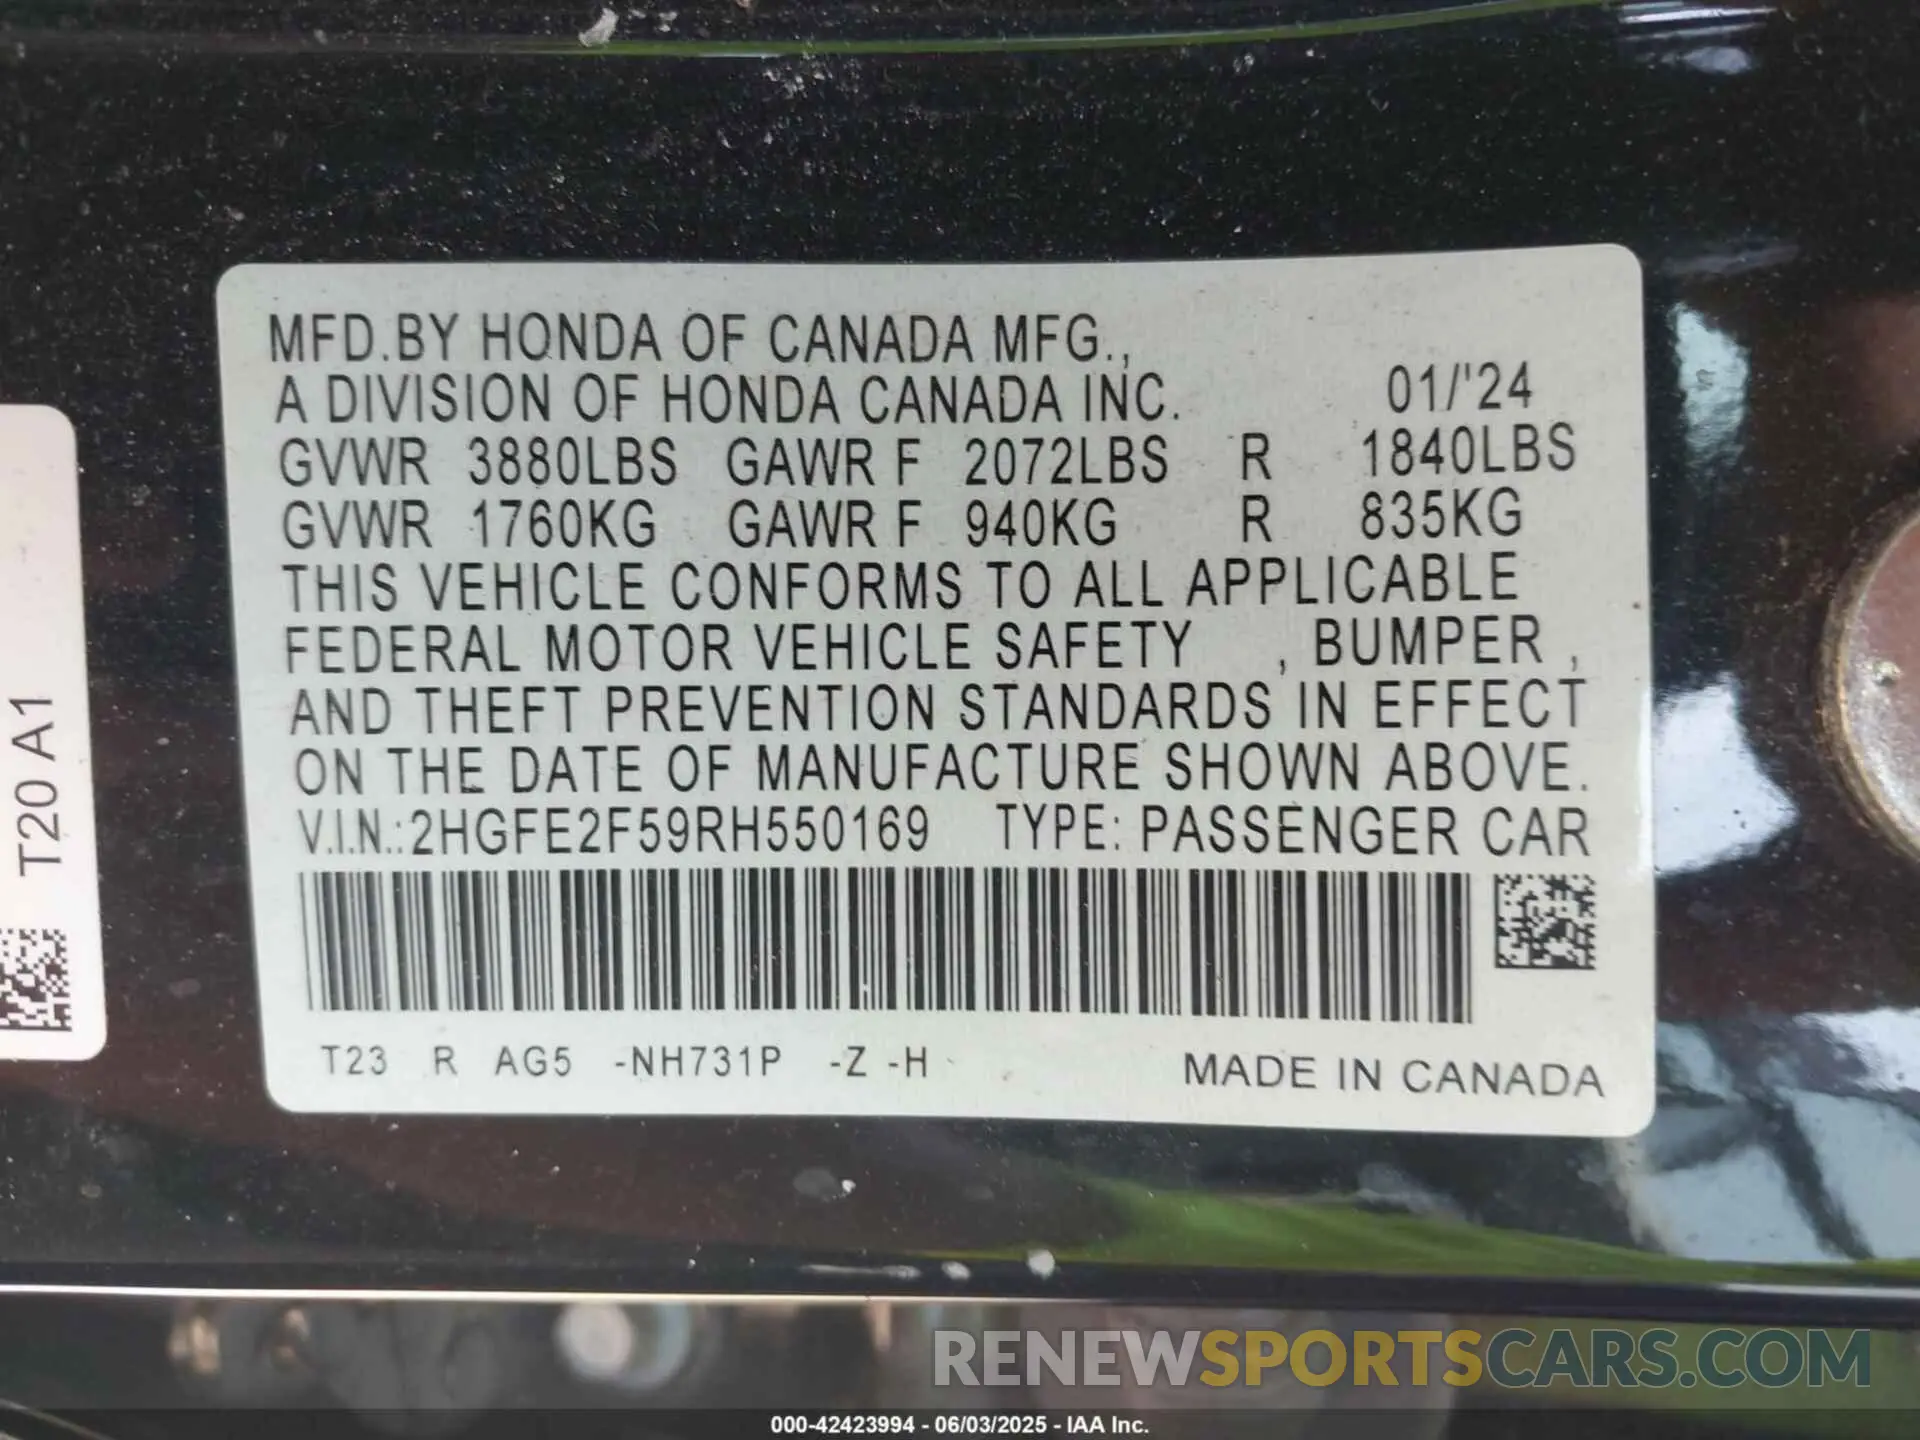 MFD.BY HONDA OF CANADA MFG.,
A DIVISION OF HONDA CANADA INC. 01/'24
GVWR 3880LBS GAWR F 2072LBS R 1840LBS
GVWR 1760KG GAWR F 940KG R 835KG
THIS VEHICLE CONFORMS TO ALL APPLICABLE
FEDERAL MOTOR VEHICLE SAFETY , BUMPER ,
AND THEFT PREVENTION STANDARDS IN EFFECT
ON THE DATE OF MANUFACTURE SHOWN ABOVE.
V.I.N.:2HGFE2F59RH550169 TYPE: PASSENGER CAR
T23 R AG5 -NH731P -Z -H MADE IN CANADA
T20 A1
RENEWSPORTSCARS.COM
000-42423994 - 06/03/2025 - IAA Inc.